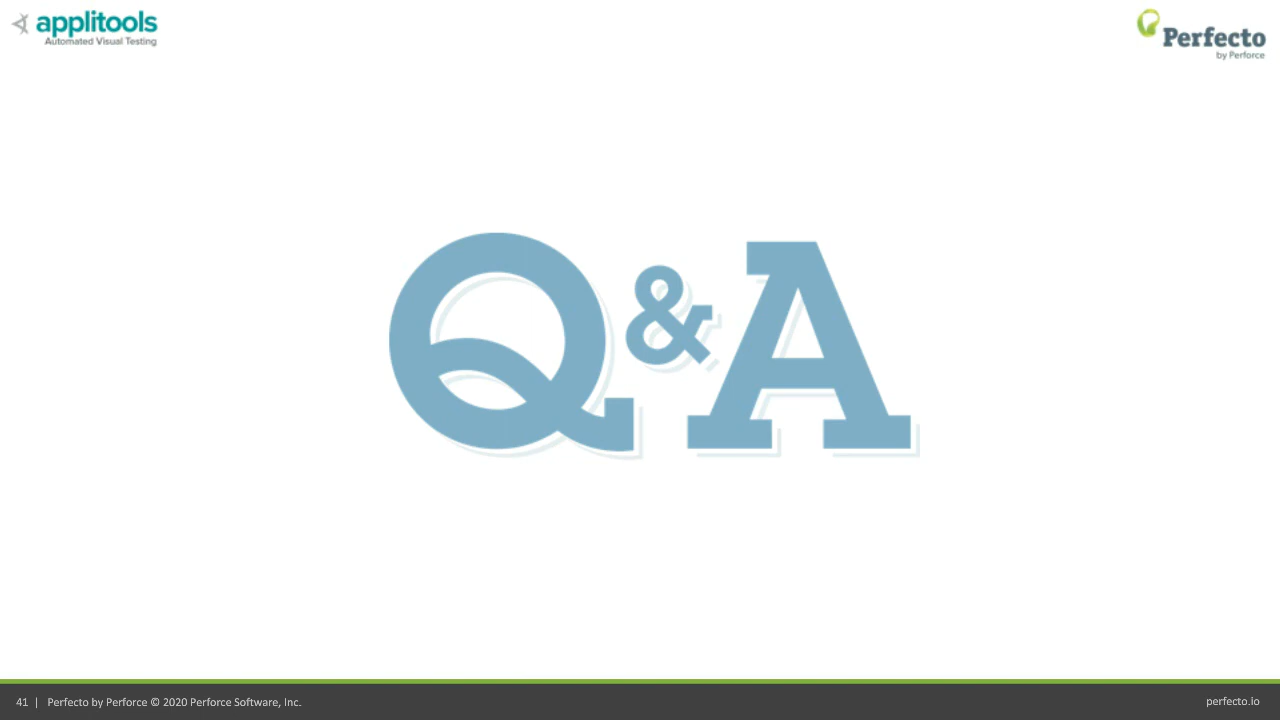 applitools
Automated Visual Testing
Perfecto
by Perforce
Q&A
41 | Perfecto by Perforce © 2020 Perforce Software, Inc.
perfecto.io